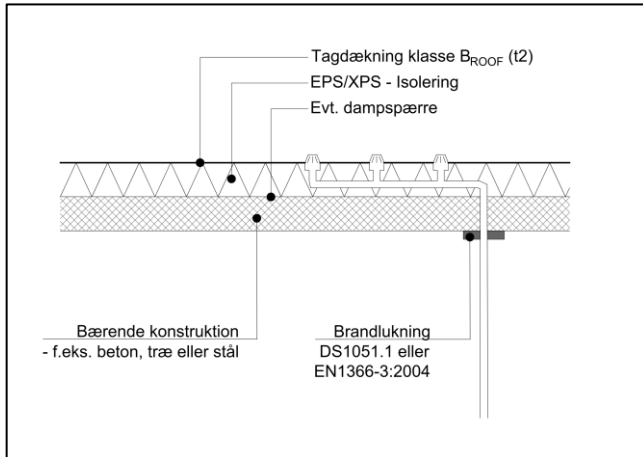 Tagdækning klasse BROOF (t2)
EPS/XPS - Isolering
Evt. dampspærre
Bærende konstruktion
- f.eks. beton, træ eller stål
Brandlukning
DS1051.1 eller
EN1366-3:2004